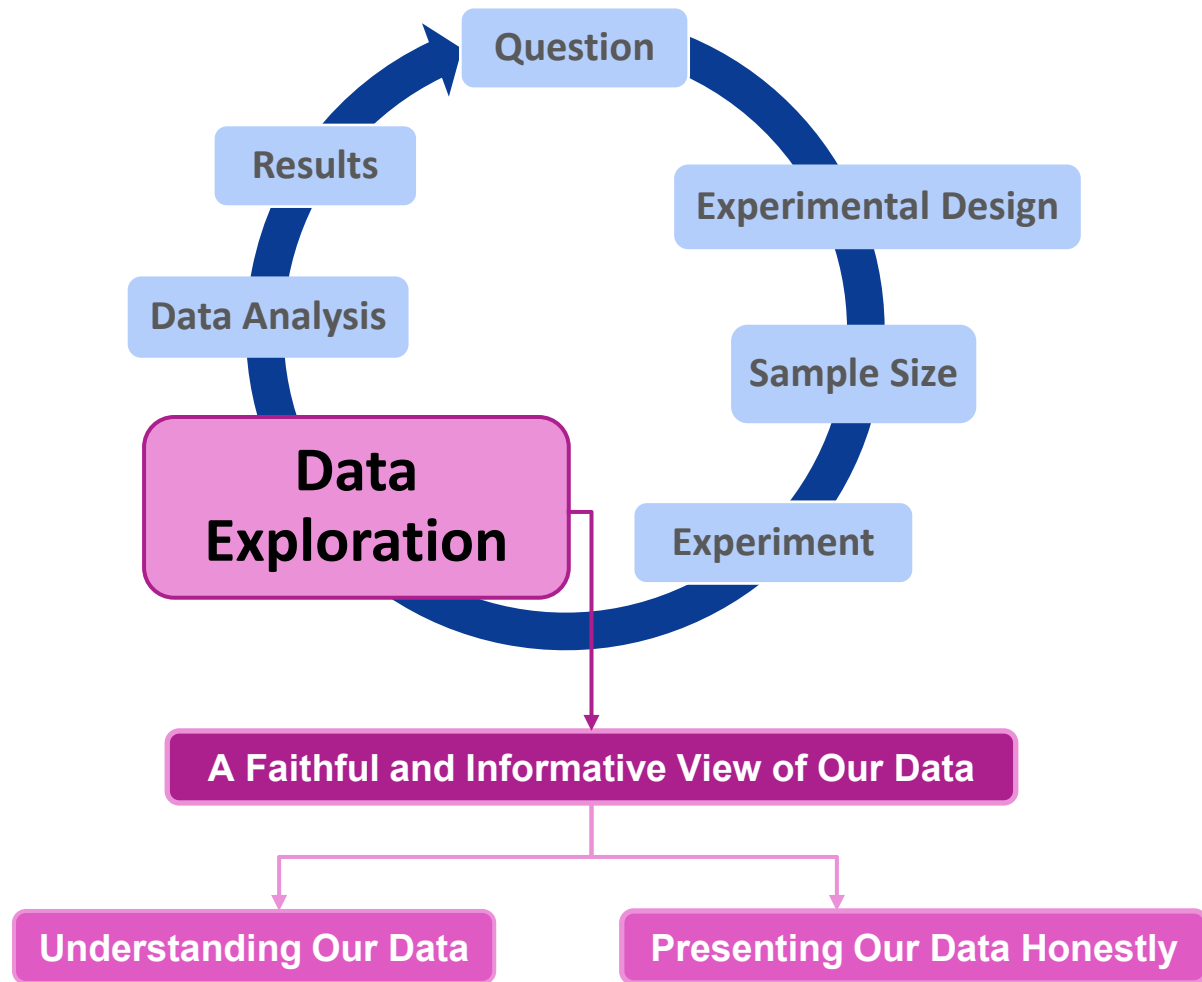 Question
Experimental Design
Sample Size
Experiment
Data
Exploration
Data Analysis
Results
A Faithful and Informative View of Our Data
Understanding Our Data
Presenting Our Data Honestly